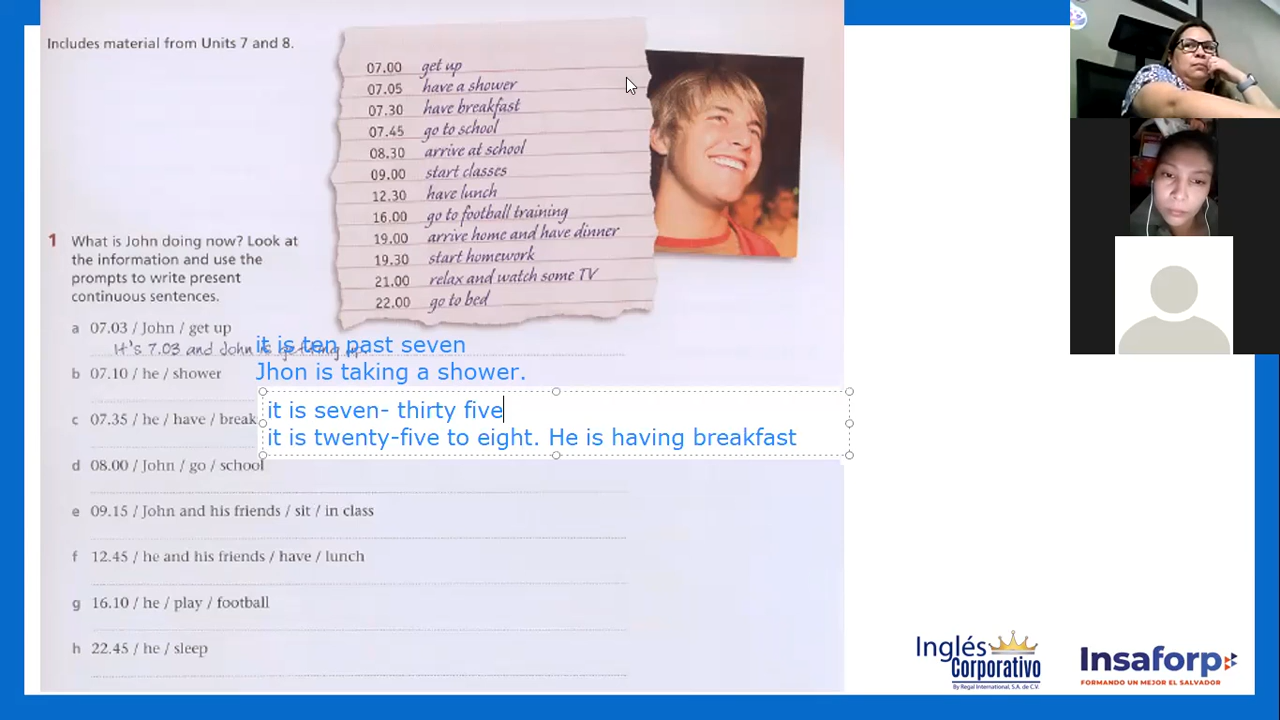 Includes material from Units 7 and 8.
07.00 get up
07.05 have a shower
07.30 have breakfast
07.45 go to school
08.30 arrive at school
09.00 start classes
12.30 have lunch
16.00 go to football training
19.00 arrive home and have dinner
19.30 start homework
21.00 relax and watch some TV
22.00 go to bed
1 What is John doing now? Look at
the information and use the
prompts to write present
continuous sentences.
a 07.03 / John / get up
It's 7.03 and John is getting up.
it is ten past seven
b 07.10 / he / shower
Jhon is taking a shower.
it is seven- thirty five
c 07.35 / he / have / break
it is twenty-five to eight. He is having breakfast
d 08.00 / John / go / school
e 09.15 / John and his friends / sit / in class
f 12.45 / he and his friends / have / lunch
g 16.10 / he / play / football
h 22.45 / he / sleep
Inglés
Corporativo
By Regal International, S.A. de C.V.
Insaforp
FORMANDO UN MEJOR EL SALVADOR